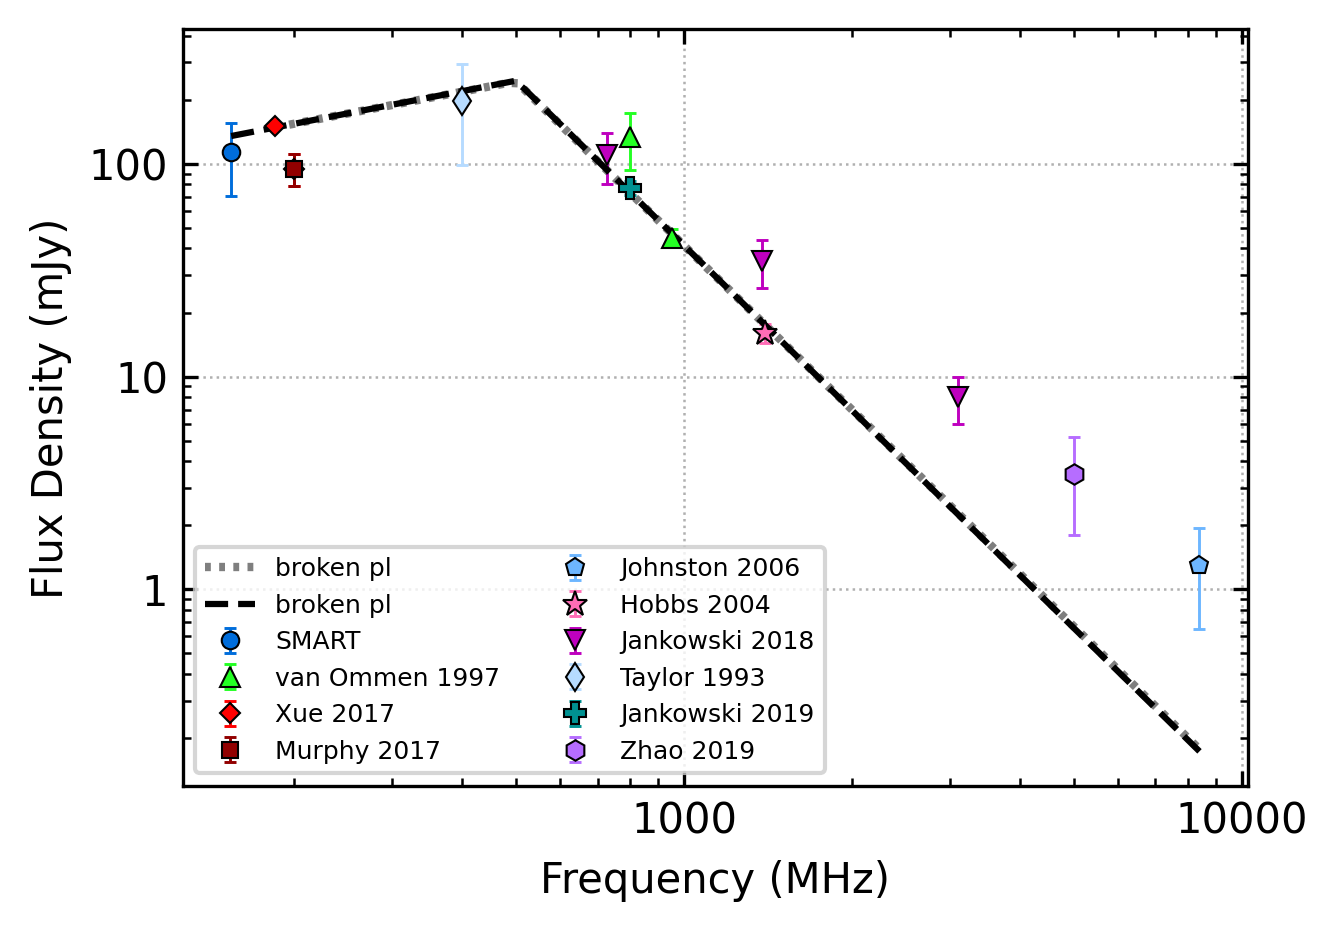 100
10
1
Flux Density (mJy)
broken pl
broken pl
SMART
van Ommen 1997
Xue 2017
Murphy 2017
Johnston 2006
Hobbs 2004
Jankowski 2018
Taylor 1993
Jankowski 2019
Zhao 2019
1000
10000
Frequency (MHz)